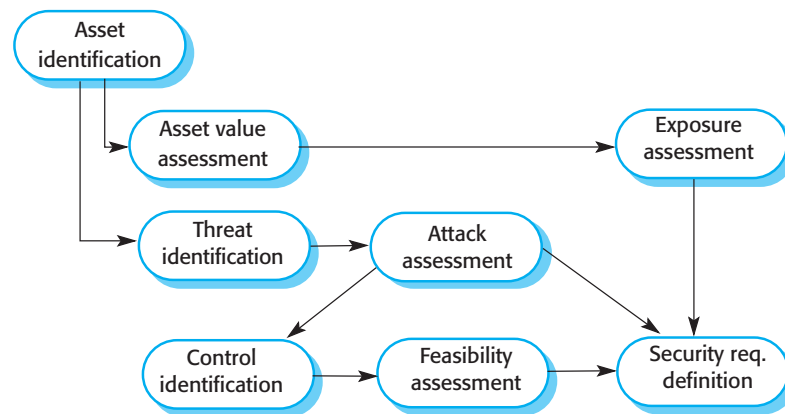 Asset
identification
Asset value
assessment
Exposure
assessment
Threat
identification
Attack
assessment
Control
identification
Feasibility
assessment
Security req.
definition